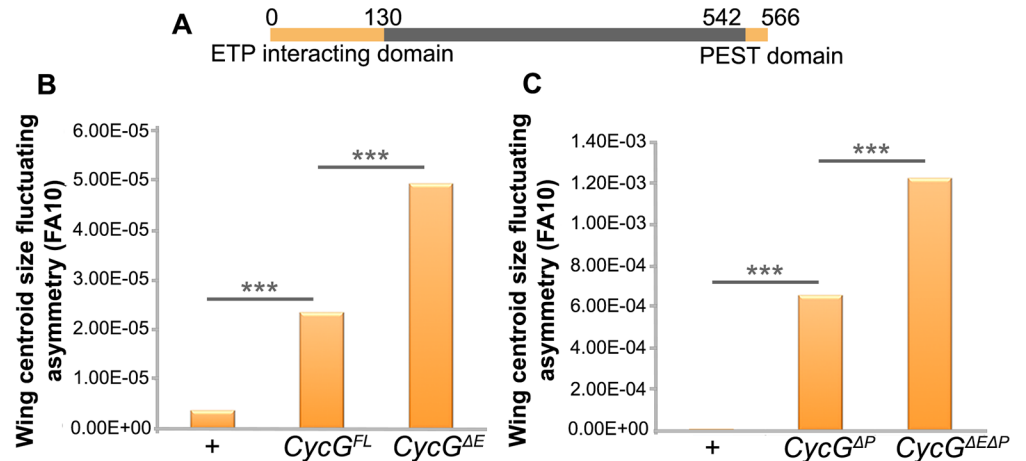 A
0 130 542 566
ETP interacting domain PEST domain
B
Wing centroid size fluctuating
asymmetry (FA10)
6.00E-05
5.00E-05
4.00E-05
3.00E-05
2.00E-05
1.00E-05
0.00E+00
***
***
+ CycG^FL CycG^ΔE
C
Wing centroid size fluctuating
asymmetry (FA10)
1.40E-03
1.20E-03
1.00E-03
8.00E-04
6.00E-04
4.00E-04
2.00E-04
0.00E+00
***
***
+ CycG^ΔP CycG^ΔEΔP